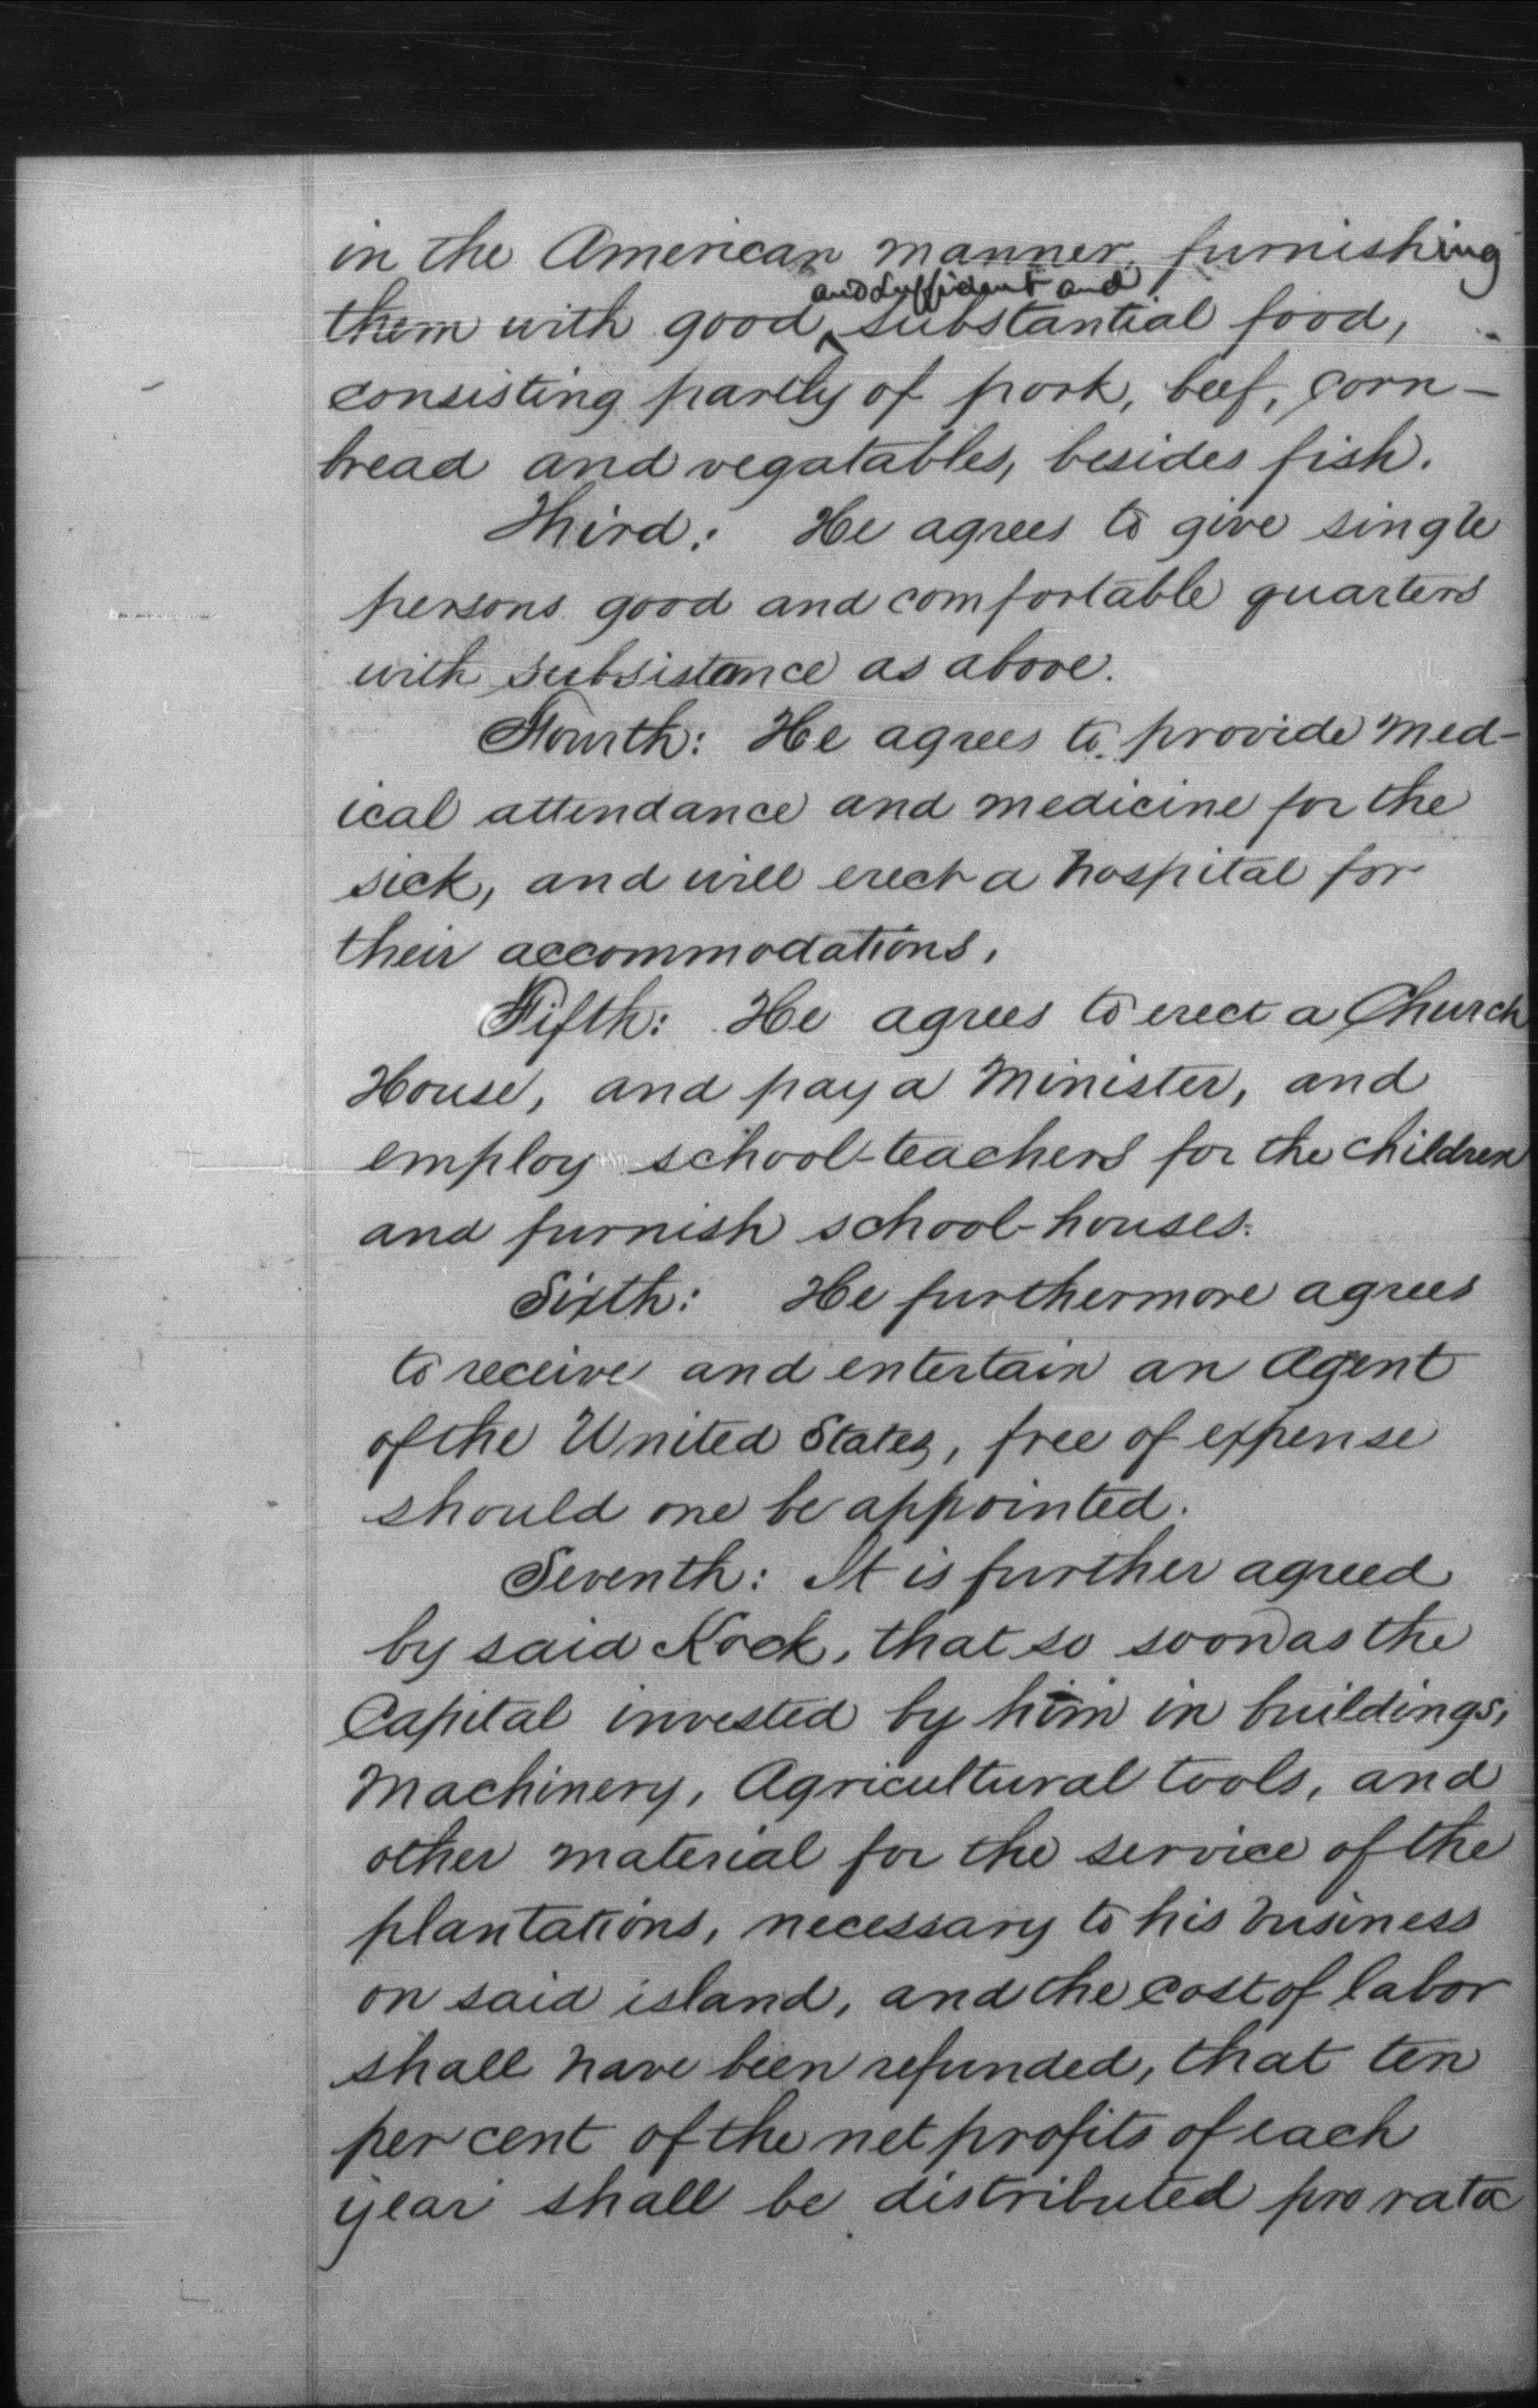 in the American manner, furnishing
and sufficient and
them with good ‸ substantial food,
consisting partly of pork, beef, corn-
bread and vegatables, besides fish.
Third: He agrees to give single
persons good and comfortable quarters
with subsistance as above.
Fourth: He agrees to provide med-
ical attendance and medicine for the
sick, and will erect a hospital for
their accommodations.
Fifth: He agrees to erect a Church
House, and pay a Minister, and
employ school-teachers for the children
and furnish school-houses.
Sixth: He furthermore agrees
to receive and entertain an Agent
of the United States, free of expense
should one be appointed.
Seventh: It is further agreed
by said Kock, that so soon as the
Capital invested by him in buildings,
Machinery, Agricultural tools, and
other material for the service of the
plantations, necessary to his business
on said island, and the cost of labor
shall have been refunded, that ten
per cent of the net profits of each
year shall be distributed pro rata